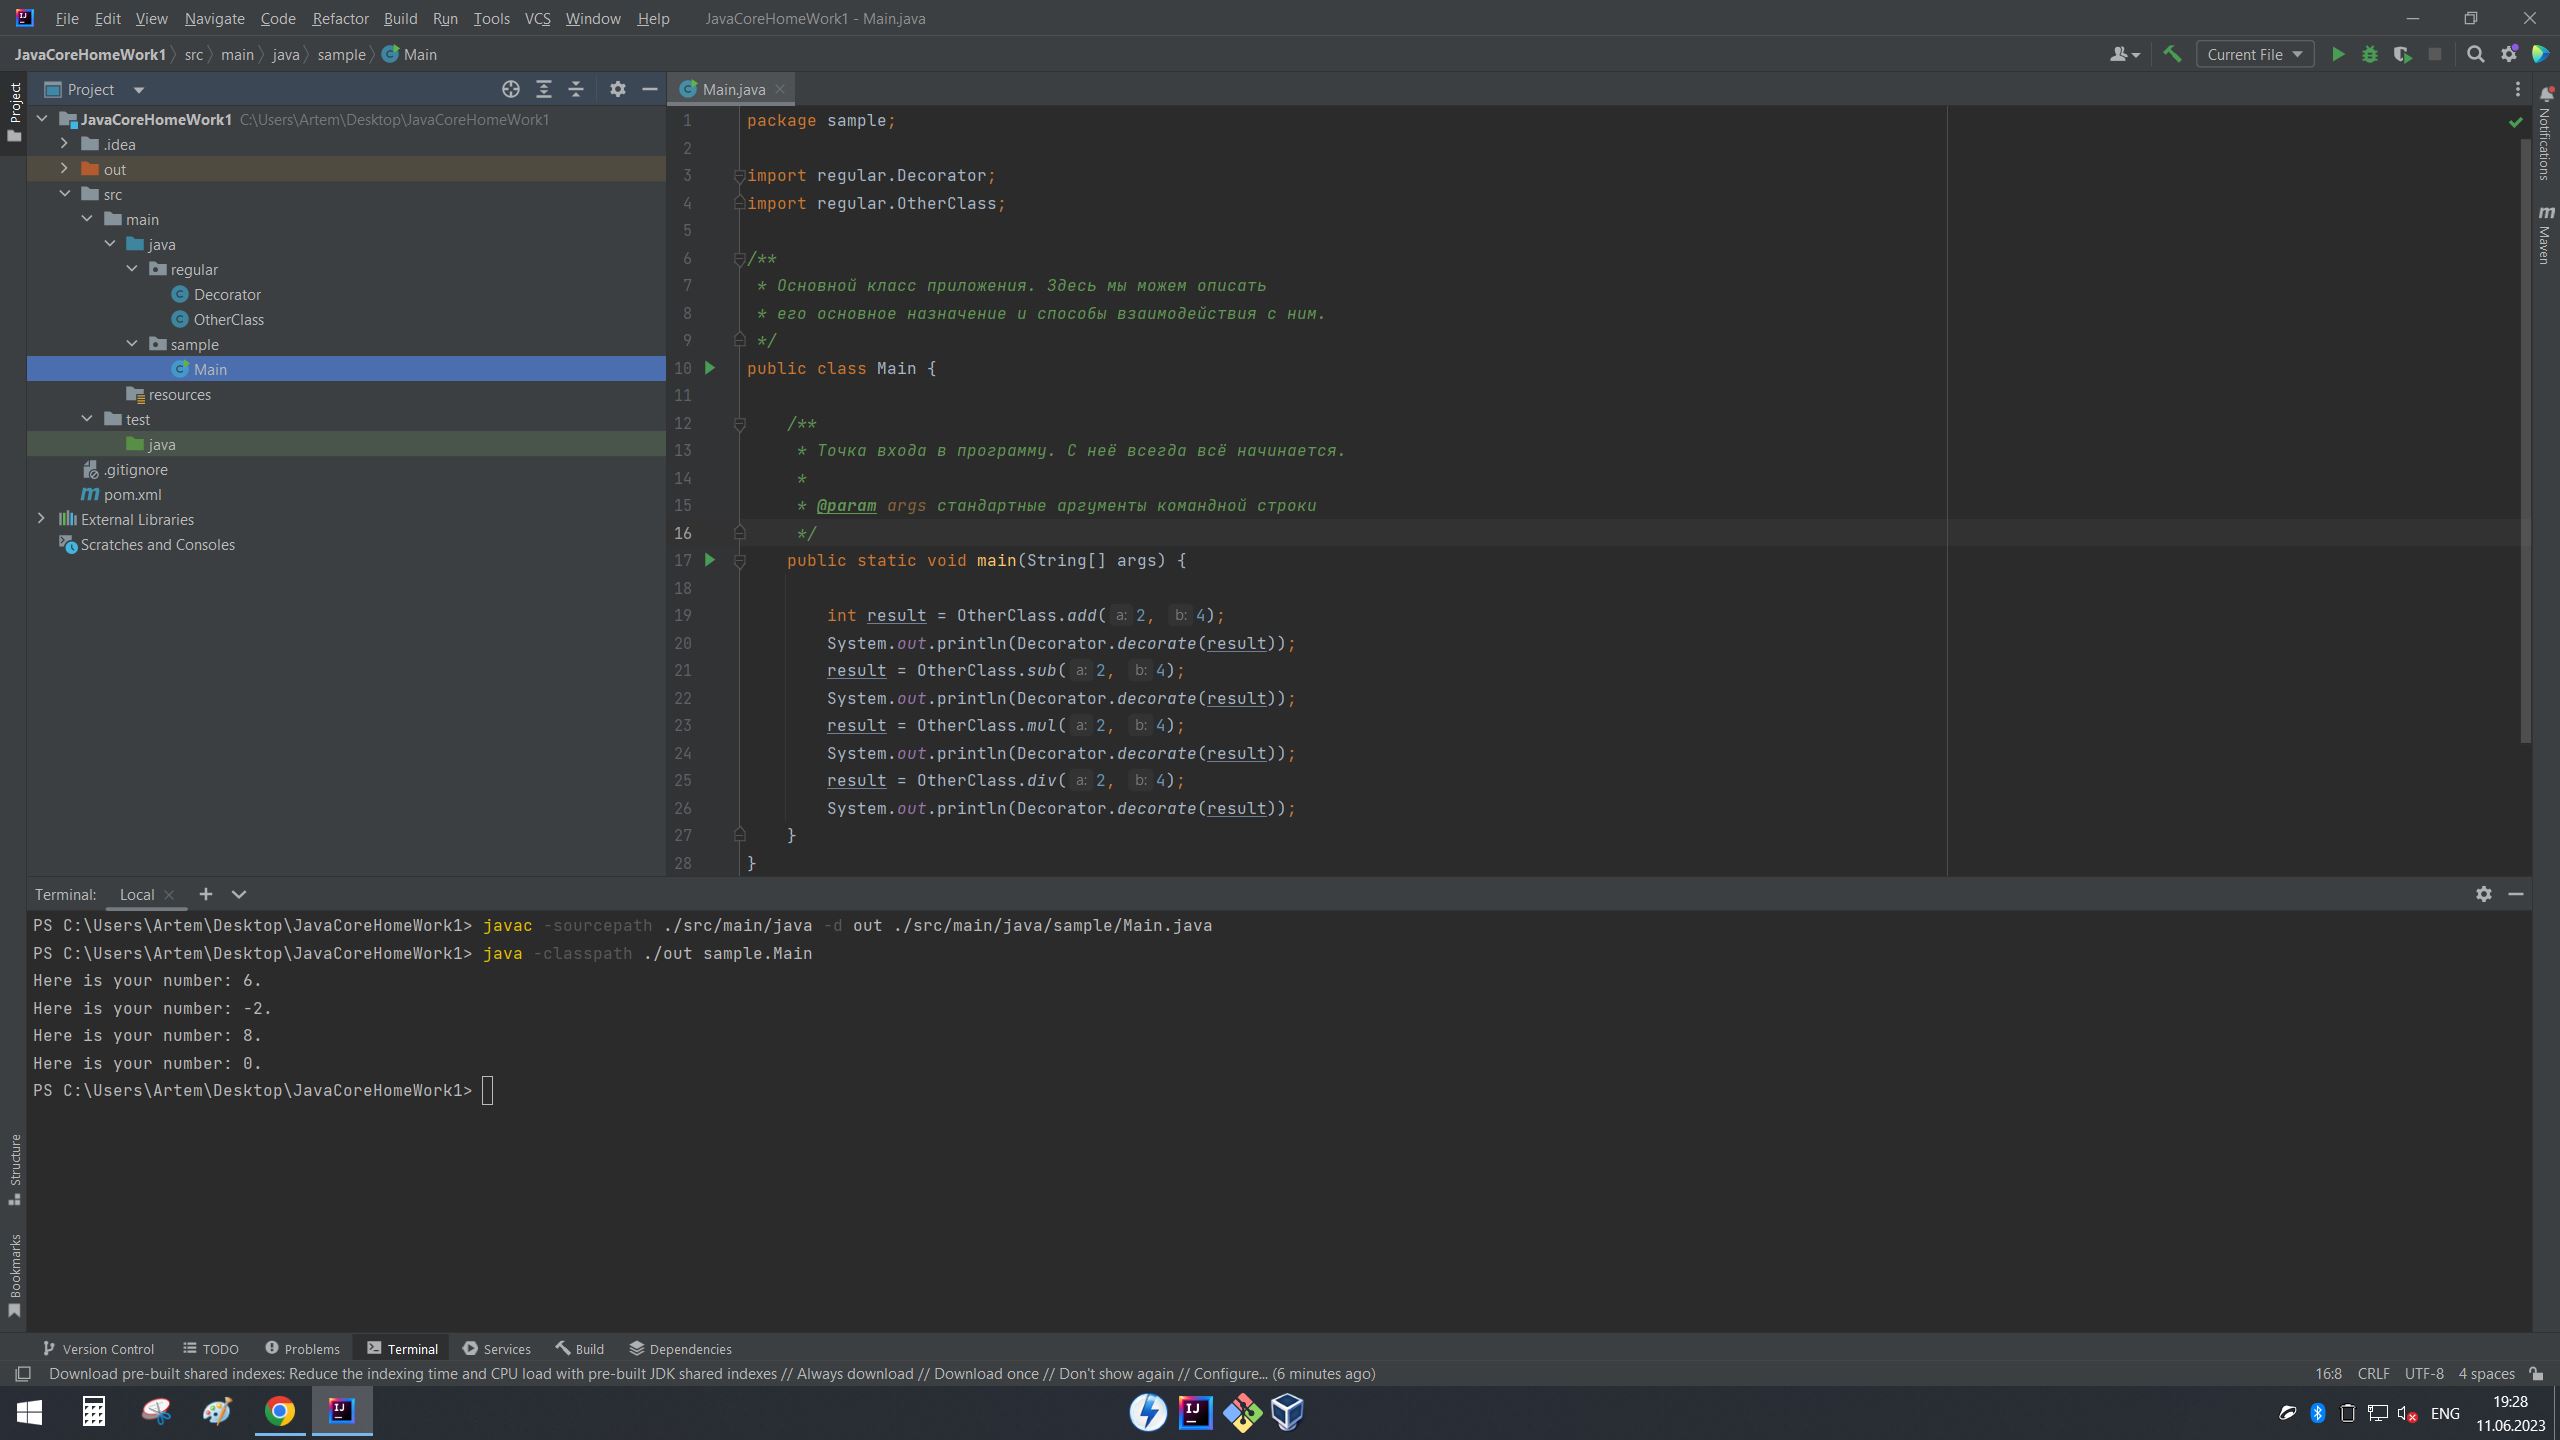 File Edit View Navigate Code Refactor Build Run Tools VCS Window Help JavaCoreHomeWork1 - Main.java
JavaCoreHomeWork1 src main java sample Main
Current File
Project
Project
Main.java
JavaCoreHomeWork1 C:\Users\Artem\Desktop\JavaCoreHomeWork1
.idea
out
src
main
java
regular
Decorator
OtherClass
sample
Main
resources
test
java
.gitignore
pom.xml
External Libraries
Scratches and Consoles
1 package sample;
2
3 import regular.Decorator;
4 import regular.OtherClass;
5
6 /**
7 * Основной класс приложения. Здесь мы можем описать
8 * его основное назначение и способы взаимодействия с ним.
9 */
10 public class Main {
11
12 /**
13 * Точка входа в программу. С неё всегда всё начинается.
14 *
15 * @param args стандартные аргументы командной строки
16 */
17 public static void main(String[] args) {
18
19 int result = OtherClass.add( a: 2, b: 4);
20 System.out.println(Decorator.decorate(result));
21 result = OtherClass.sub( a: 2, b: 4);
22 System.out.println(Decorator.decorate(result));
23 result = OtherClass.mul( a: 2, b: 4);
24 System.out.println(Decorator.decorate(result));
25 result = OtherClass.div( a: 2, b: 4);
26 System.out.println(Decorator.decorate(result));
27 }
28 }
Notifications
Maven
Terminal: Local
PS C:\Users\Artem\Desktop\JavaCoreHomeWork1> javac -sourcepath ./src/main/java -d out ./src/main/java/sample/Main.java
PS C:\Users\Artem\Desktop\JavaCoreHomeWork1> java -classpath ./out sample.Main
Here is your number: 6.
Here is your number: -2.
Here is your number: 8.
Here is your number: 0.
PS C:\Users\Artem\Desktop\JavaCoreHomeWork1>
Structure
Bookmarks
Version Control TODO Problems Terminal Services Build Dependencies
Download pre-built shared indexes: Reduce the indexing time and CPU load with pre-built JDK shared indexes // Always download // Download once // Don't show again // Configure... (6 minutes ago) 16:8 CRLF UTF-8 4 spaces
ENG
19:28
11.06.2023